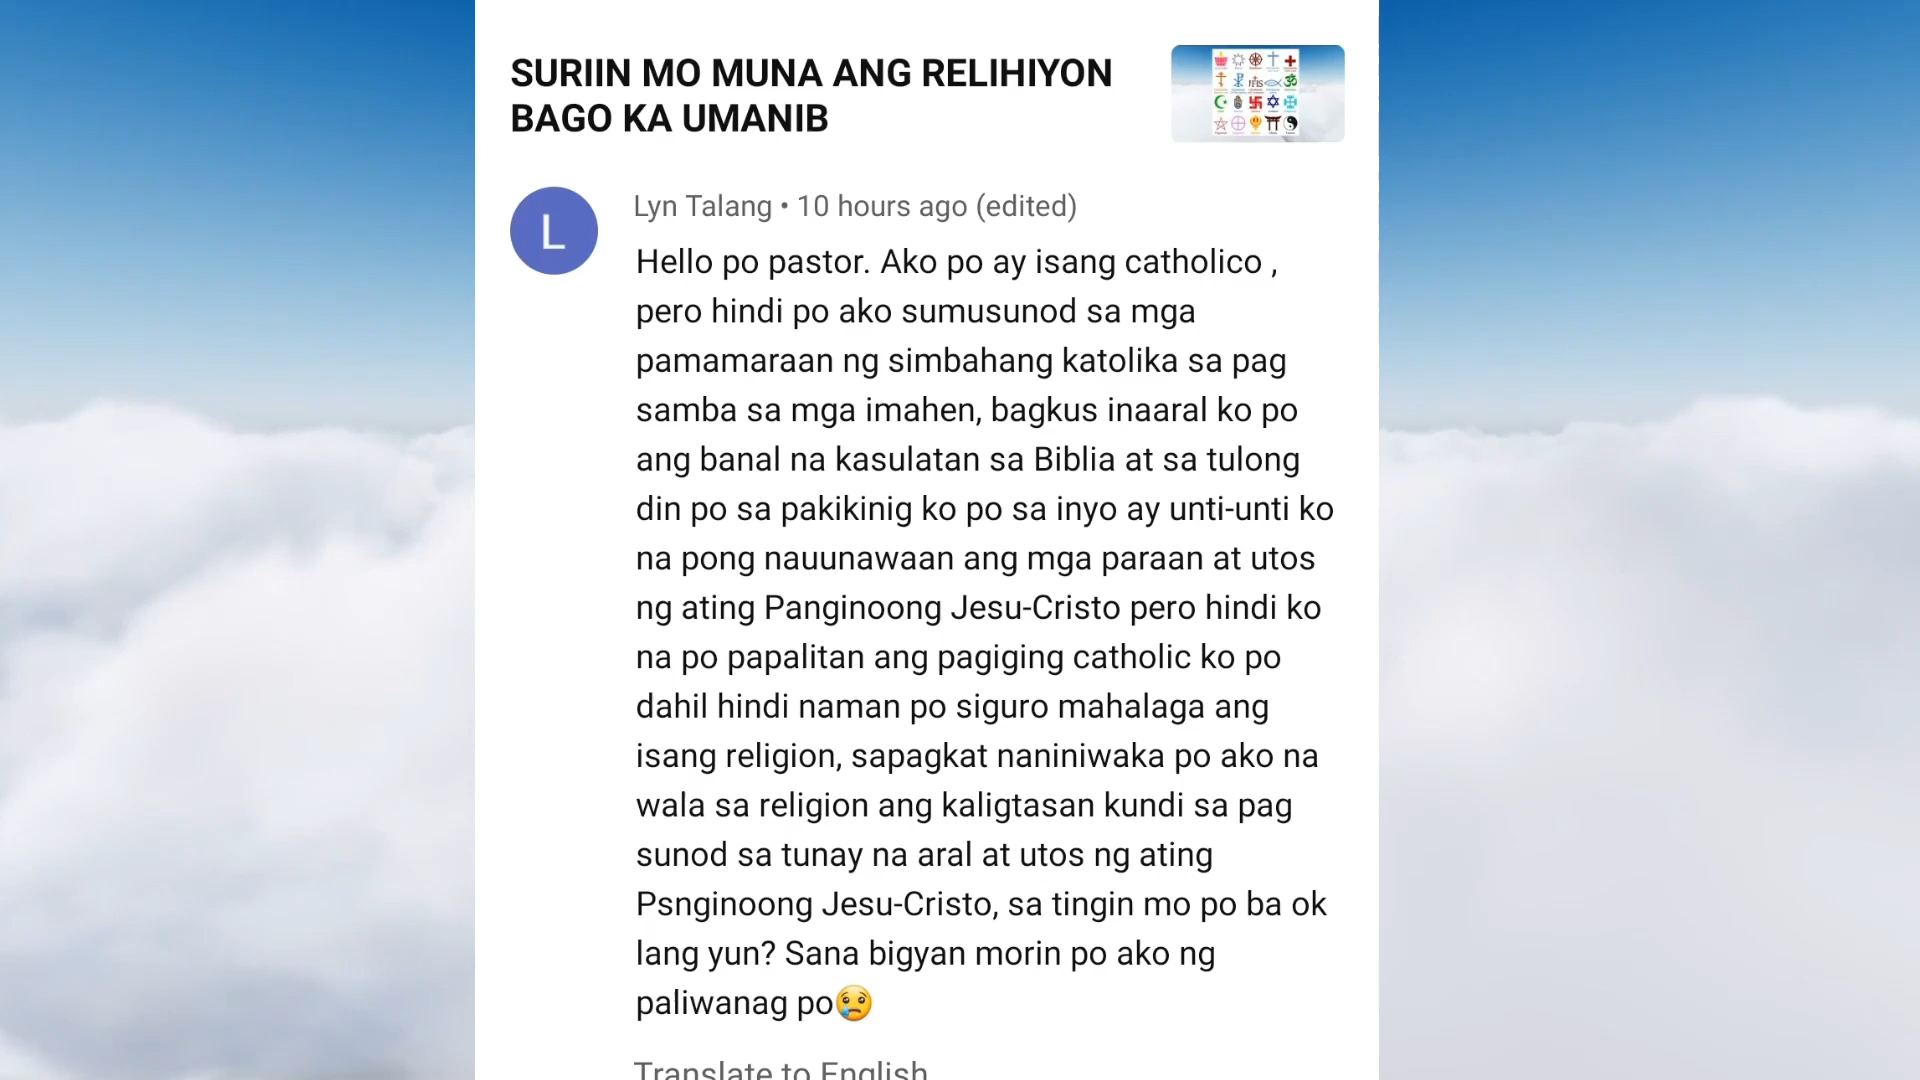 SURIIN MO MUNA ANG RELIHIYON
BAGO KA UMANIB
L
Lyn Talang • 10 hours ago (edited)
Hello po pastor. Ako po ay isang catholico ,
pero hindi po ako sumusunod sa mga
pamamaraan ng simbahang katolika sa pag
samba sa mga imahen, bagkus inaaral ko po
ang banal na kasulatan sa Biblia at sa tulong
din po sa pakikinig ko po sa inyo ay unti-unti ko
na pong nauunawaan ang mga paraan at utos
ng ating Panginoong Jesu-Cristo pero hindi ko
na po papalitan ang pagiging catholic ko po
dahil hindi naman po siguro mahalaga ang
isang religion, sapagkat naniniwaka po ako na
wala sa religion ang kaligtasan kundi sa pag
sunod sa tunay na aral at utos ng ating
Psnginoong Jesu-Cristo, sa tingin mo po ba ok
lang yun? Sana bigyan morin po ako ng
paliwanag po😢
Translate to English